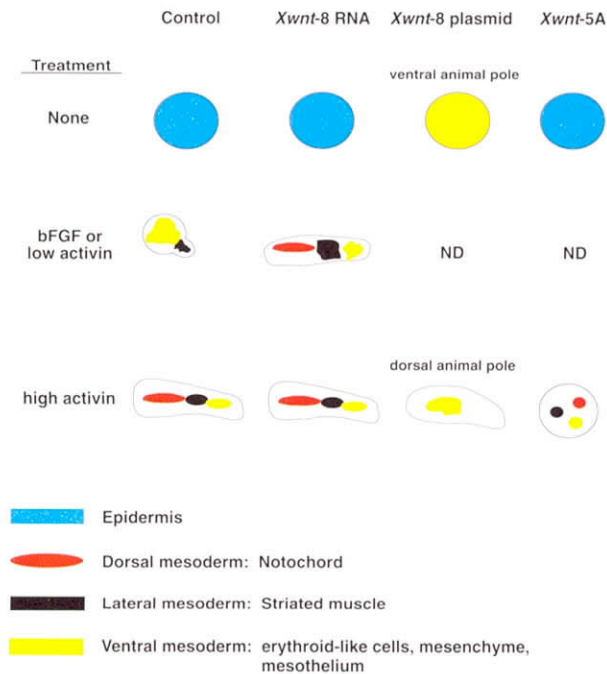 Control Xwnt-8 RNA Xwnt-8 plasmid Xwnt-5A
Treatment
ventral animal pole
None
bFGF or
low activin
ND ND
dorsal animal pole
high activin
Epidermis
Dorsal mesoderm: Notochord
Lateral mesoderm: Striated muscle
Ventral mesoderm: erythroid-like cells, mesenchyme,
mesothelium